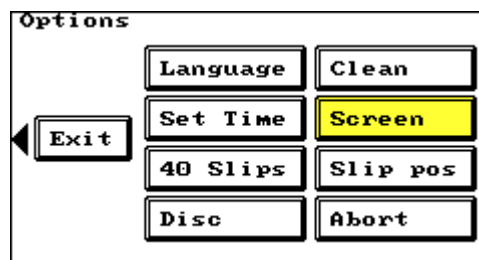 Options
Language Clean
Set Time Screen
Exit
40 Slips Slip pos
Disc Abort